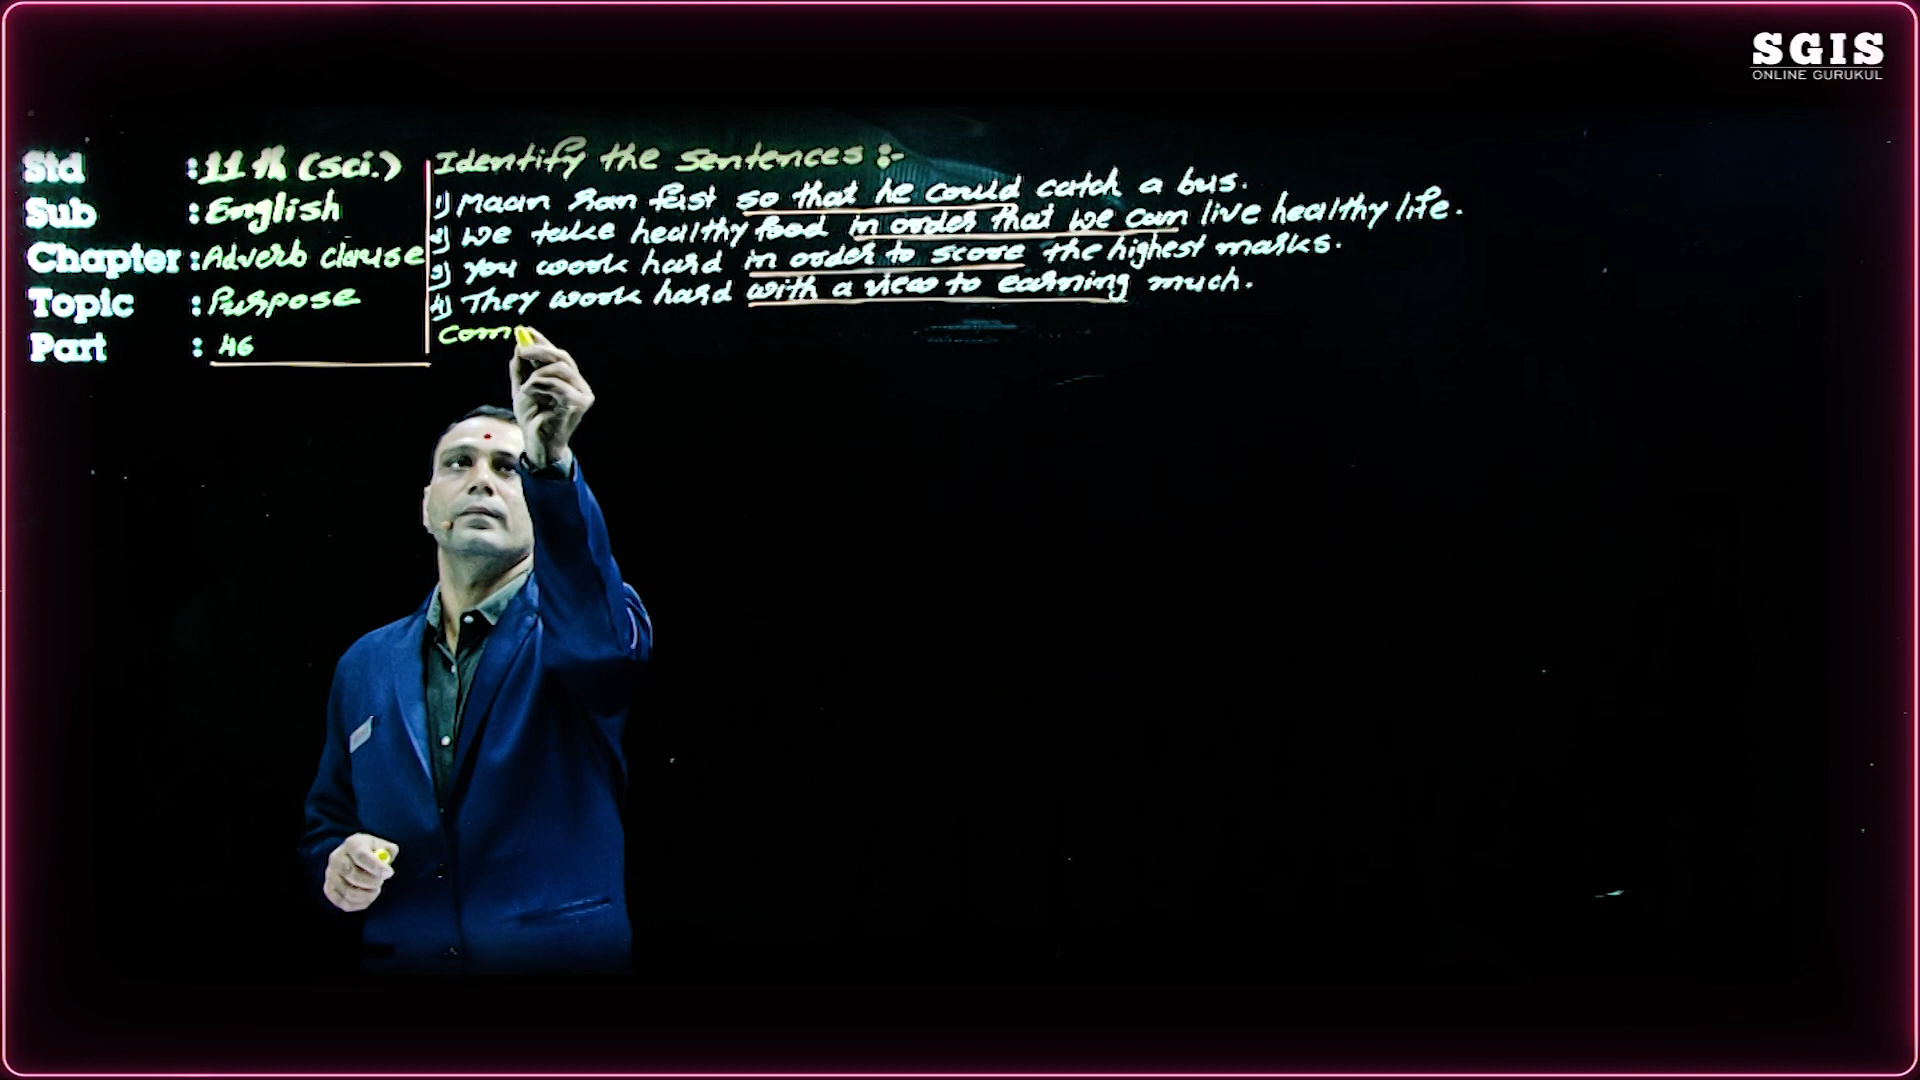 SGIS
ONLINE GURUKUL
Std : 11th (sci.)
Sub : English
Chapter : Adverb clause
Topic : Purpose
Part : 46
Identify the sentences :-
1) Maan ran fast so that he could catch a bus.
2) We take healthy food in order that we can live healthy life.
3) You work hard in order to score the highest marks.
4) They work hard with a view to earning much.
Com